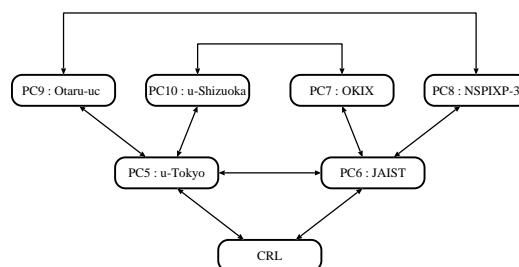 PC9 : Otaru-uc
PC10 : u-Shizuoka
PC7 : OKIX
PC8 : NSPIXP-3
PC5 : u-Tokyo
PC6 : JAIST
CRL